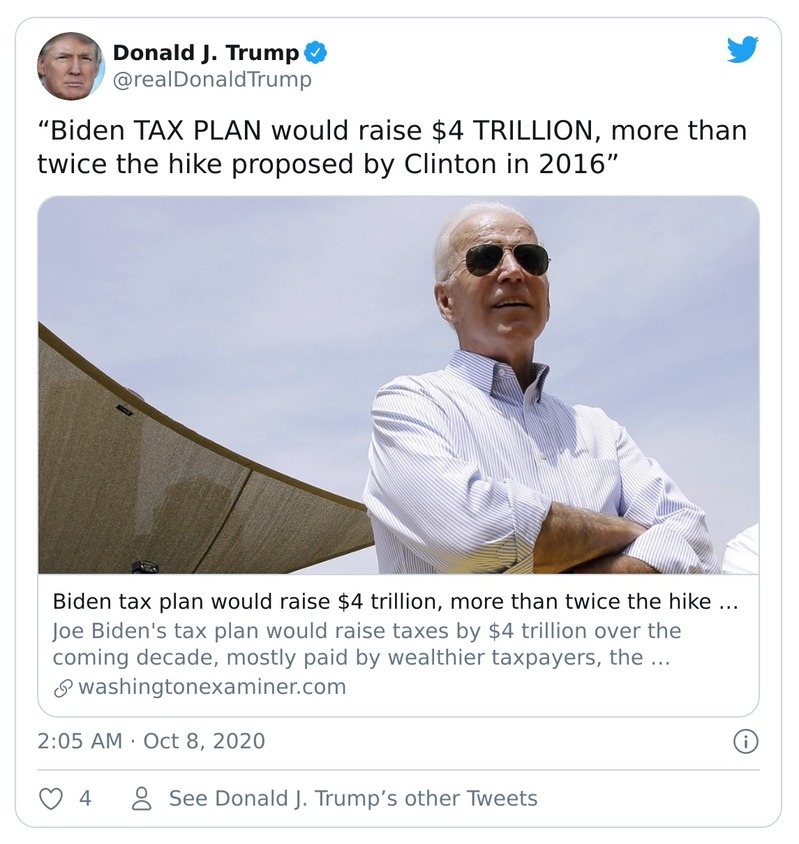 Donald J. Trump
@realDonaldTrump
“Biden TAX PLAN would raise $4 TRILLION, more than
twice the hike proposed by Clinton in 2016”
Biden tax plan would raise $4 trillion, more than twice the hike ...
Joe Biden's tax plan would raise taxes by $4 trillion over the
coming decade, mostly paid by wealthier taxpayers, the ...
washingtonexaminer.com
2:05 AM · Oct 8, 2020
4 See Donald J. Trump’s other Tweets